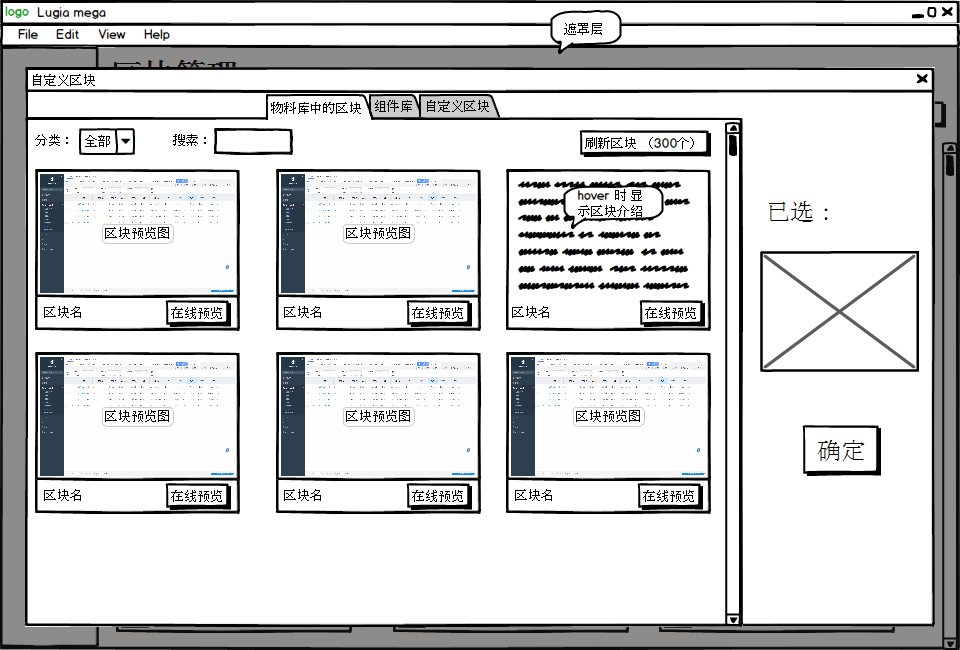 logo Lugia mega
File Edit View Help
遮罩层
区块管理
自定义区块
物料库中的区块 组件库 自定义区块
分类： 全部 搜索： 刷新区块 （300个）
区块预览图 区块预览图 hover 时 显
示区块介绍
区块名 在线预览 区块名 在线预览 区块名 在线预览
已选：
区块预览图 区块预览图 区块预览图
区块名 在线预览 区块名 在线预览 区块名 在线预览
确定